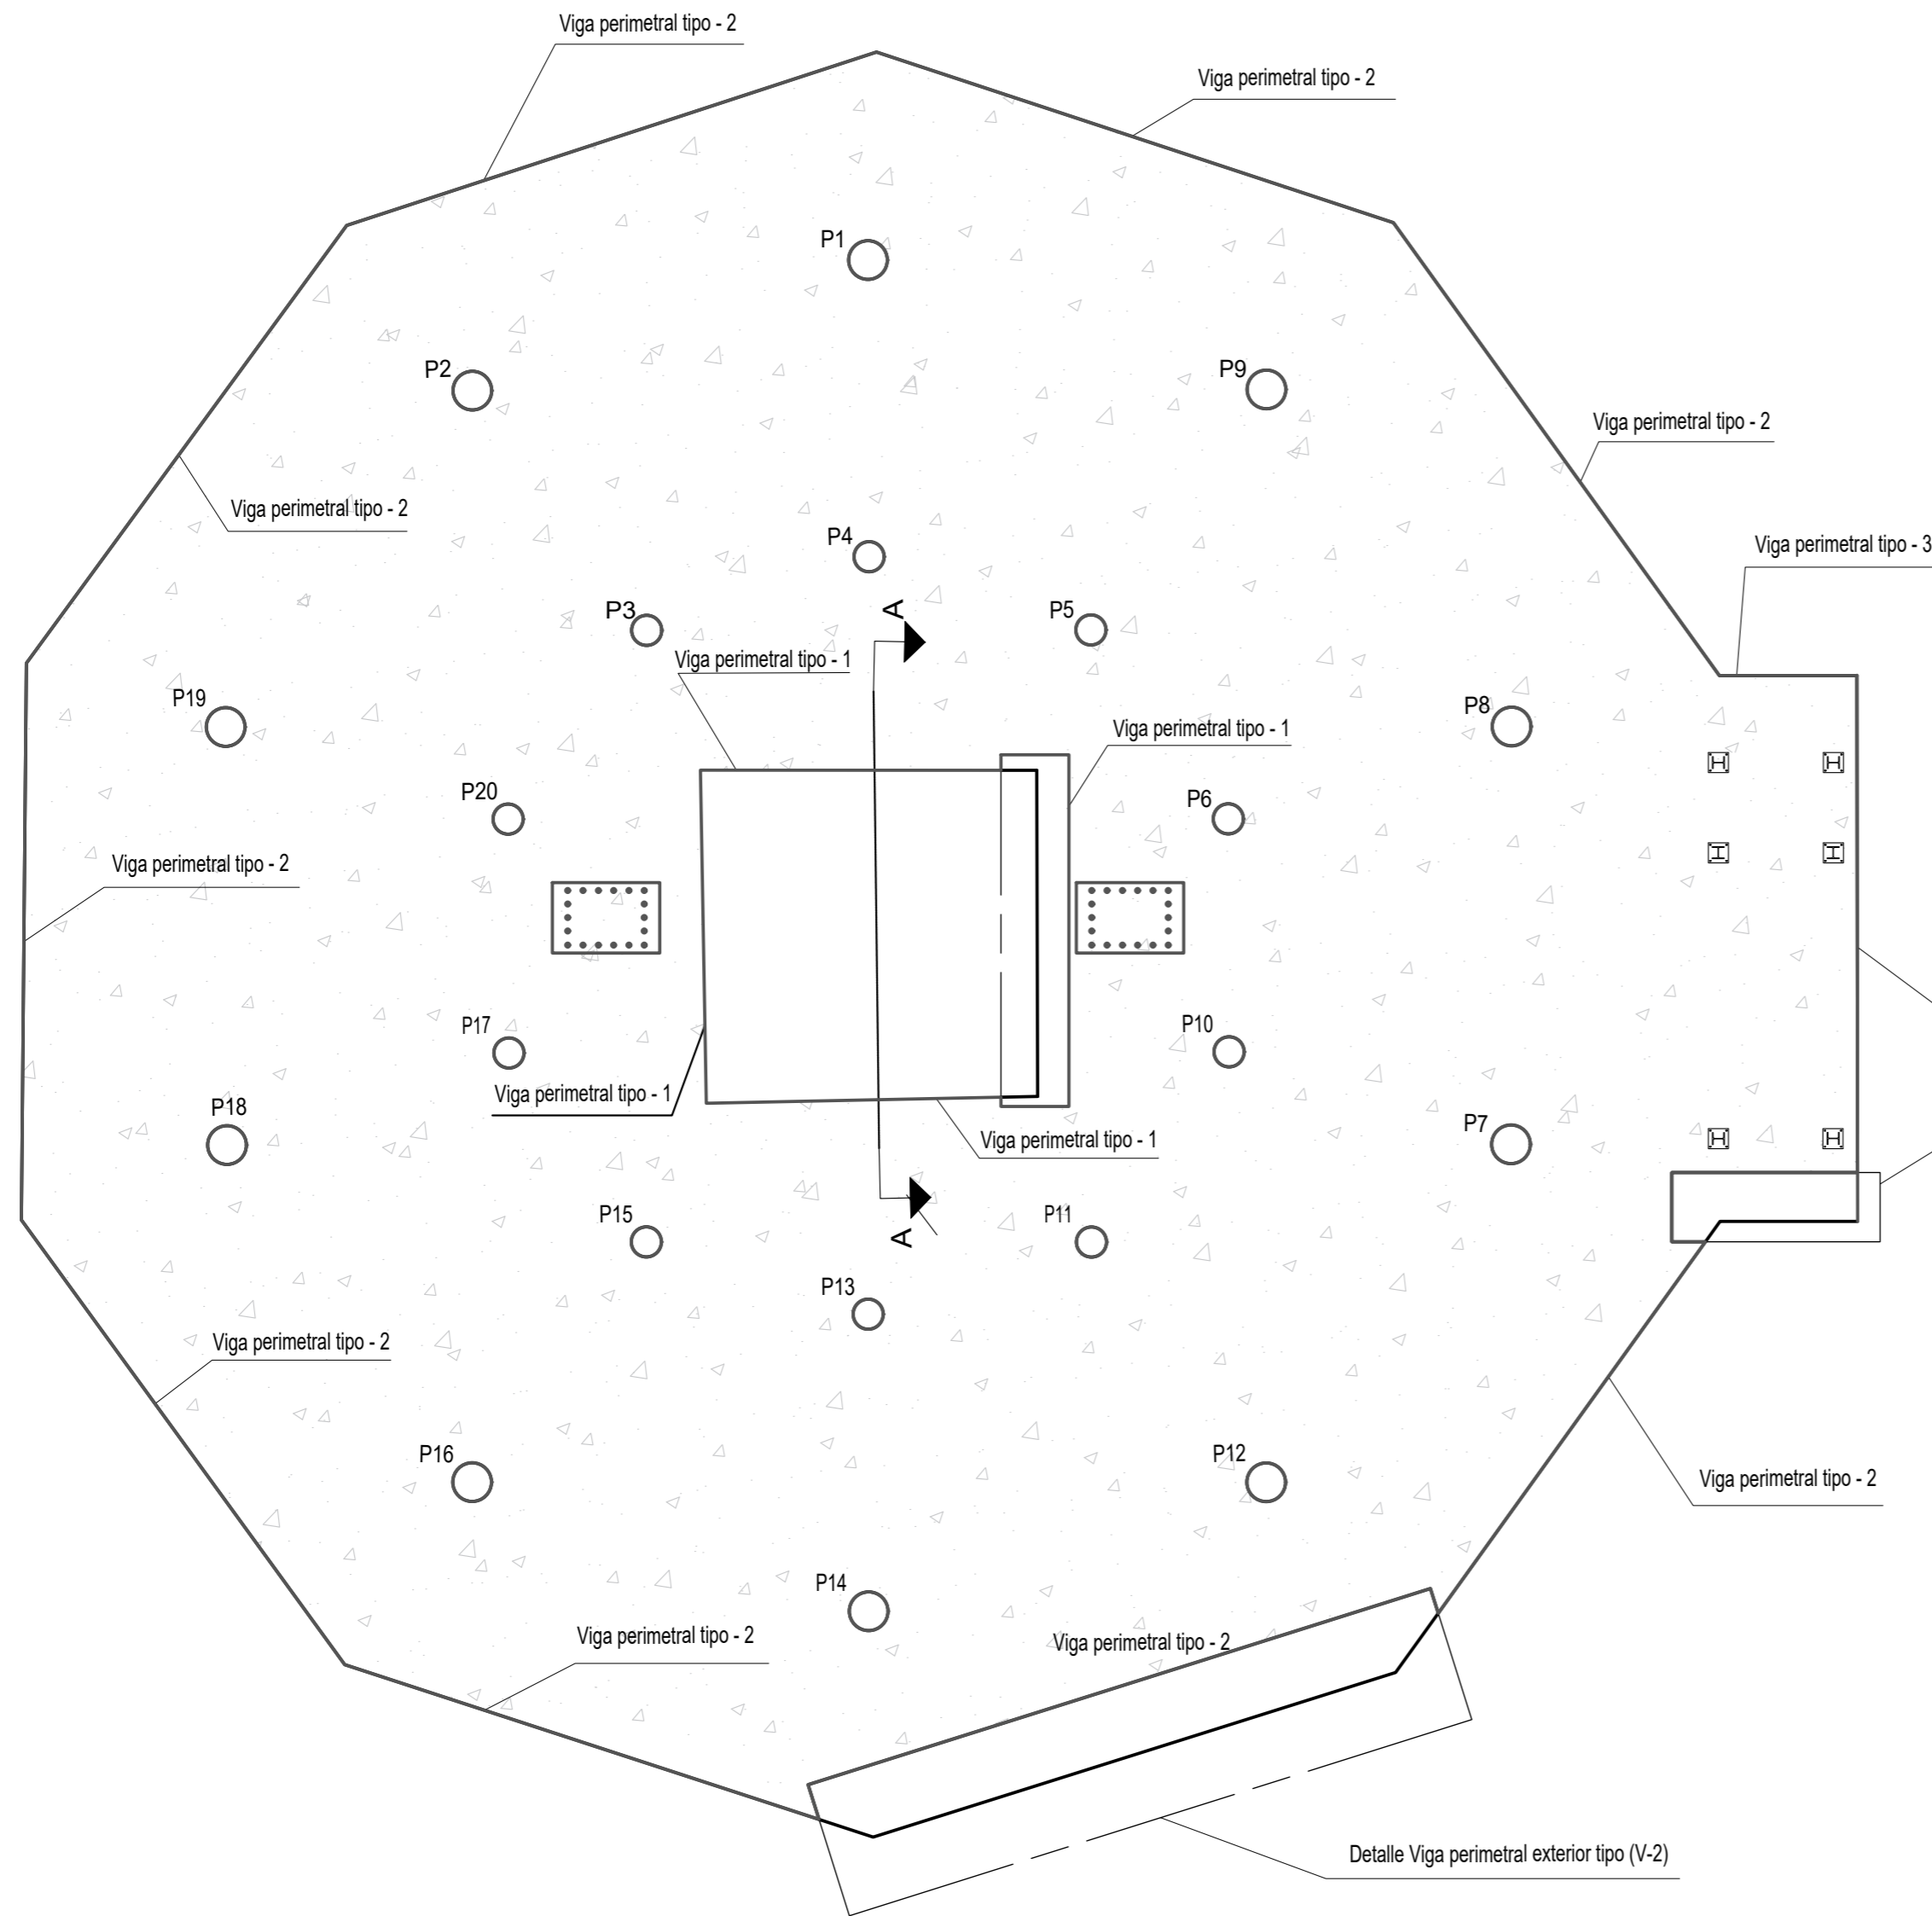 Viga perimetral tipo - 2
Viga perimetral tipo - 2
P1
P2
P9
Viga perimetral tipo - 2
Viga perimetral tipo - 2
P4
Viga perimetral tipo - 3
P3
A
P5
Viga perimetral tipo - 1
P19
P8
Viga perimetral tipo - 1
P20
P6
Viga perimetral tipo - 2
P17
P10
Viga perimetral tipo - 1
P18
P7
Viga perimetral tipo - 1
P15
P11
A
P13
Viga perimetral tipo - 2
P16
P12
Viga perimetral tipo - 2
P14
Viga perimetral tipo - 2
Viga perimetral tipo - 2
Detalle Viga perimetral exterior tipo (V-2)